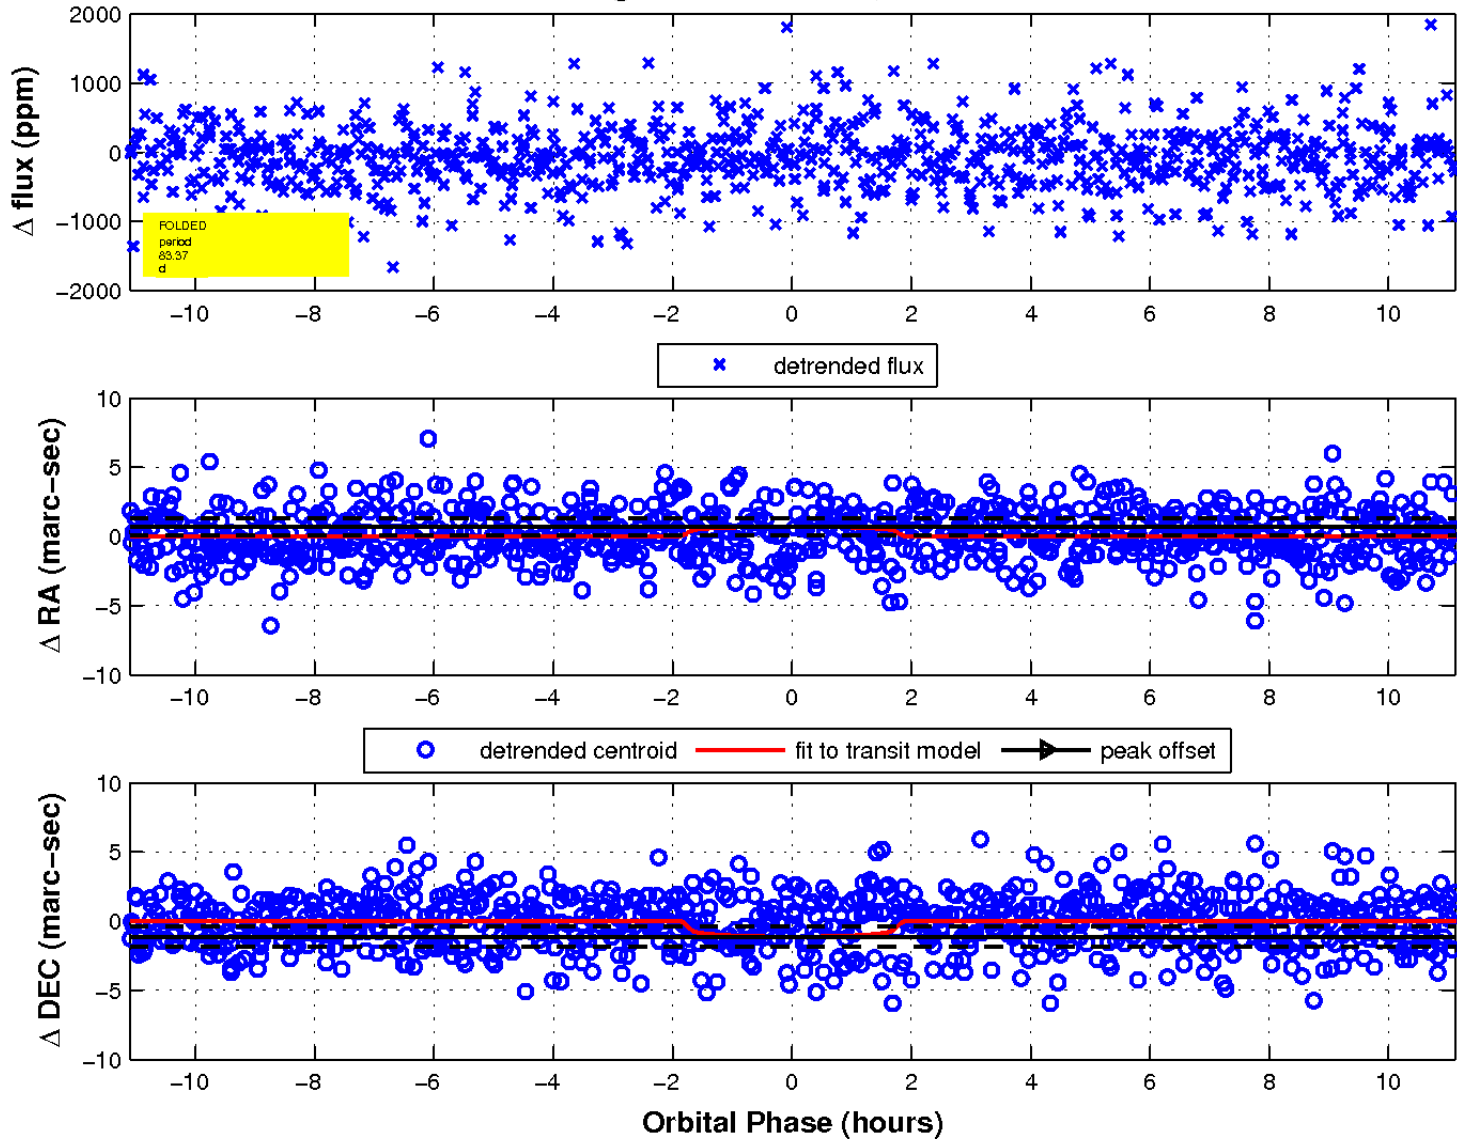 2000
1000
0
−1000
−2000
Δ flux (ppm)
FOLDED
period
83.37
d
−10 −8 −6 −4 −2 0 2 4 6 8 10
detrended flux
10
5
0
−5
−10
Δ RA (marc−sec)
−10 −8 −6 −4 −2 0 2 4 6 8 10
detrended centroid fit to transit model peak offset
10
5
0
−5
−10
Δ DEC (marc−sec)
−10 −8 −6 −4 −2 0 2 4 6 8 10
Orbital Phase (hours)